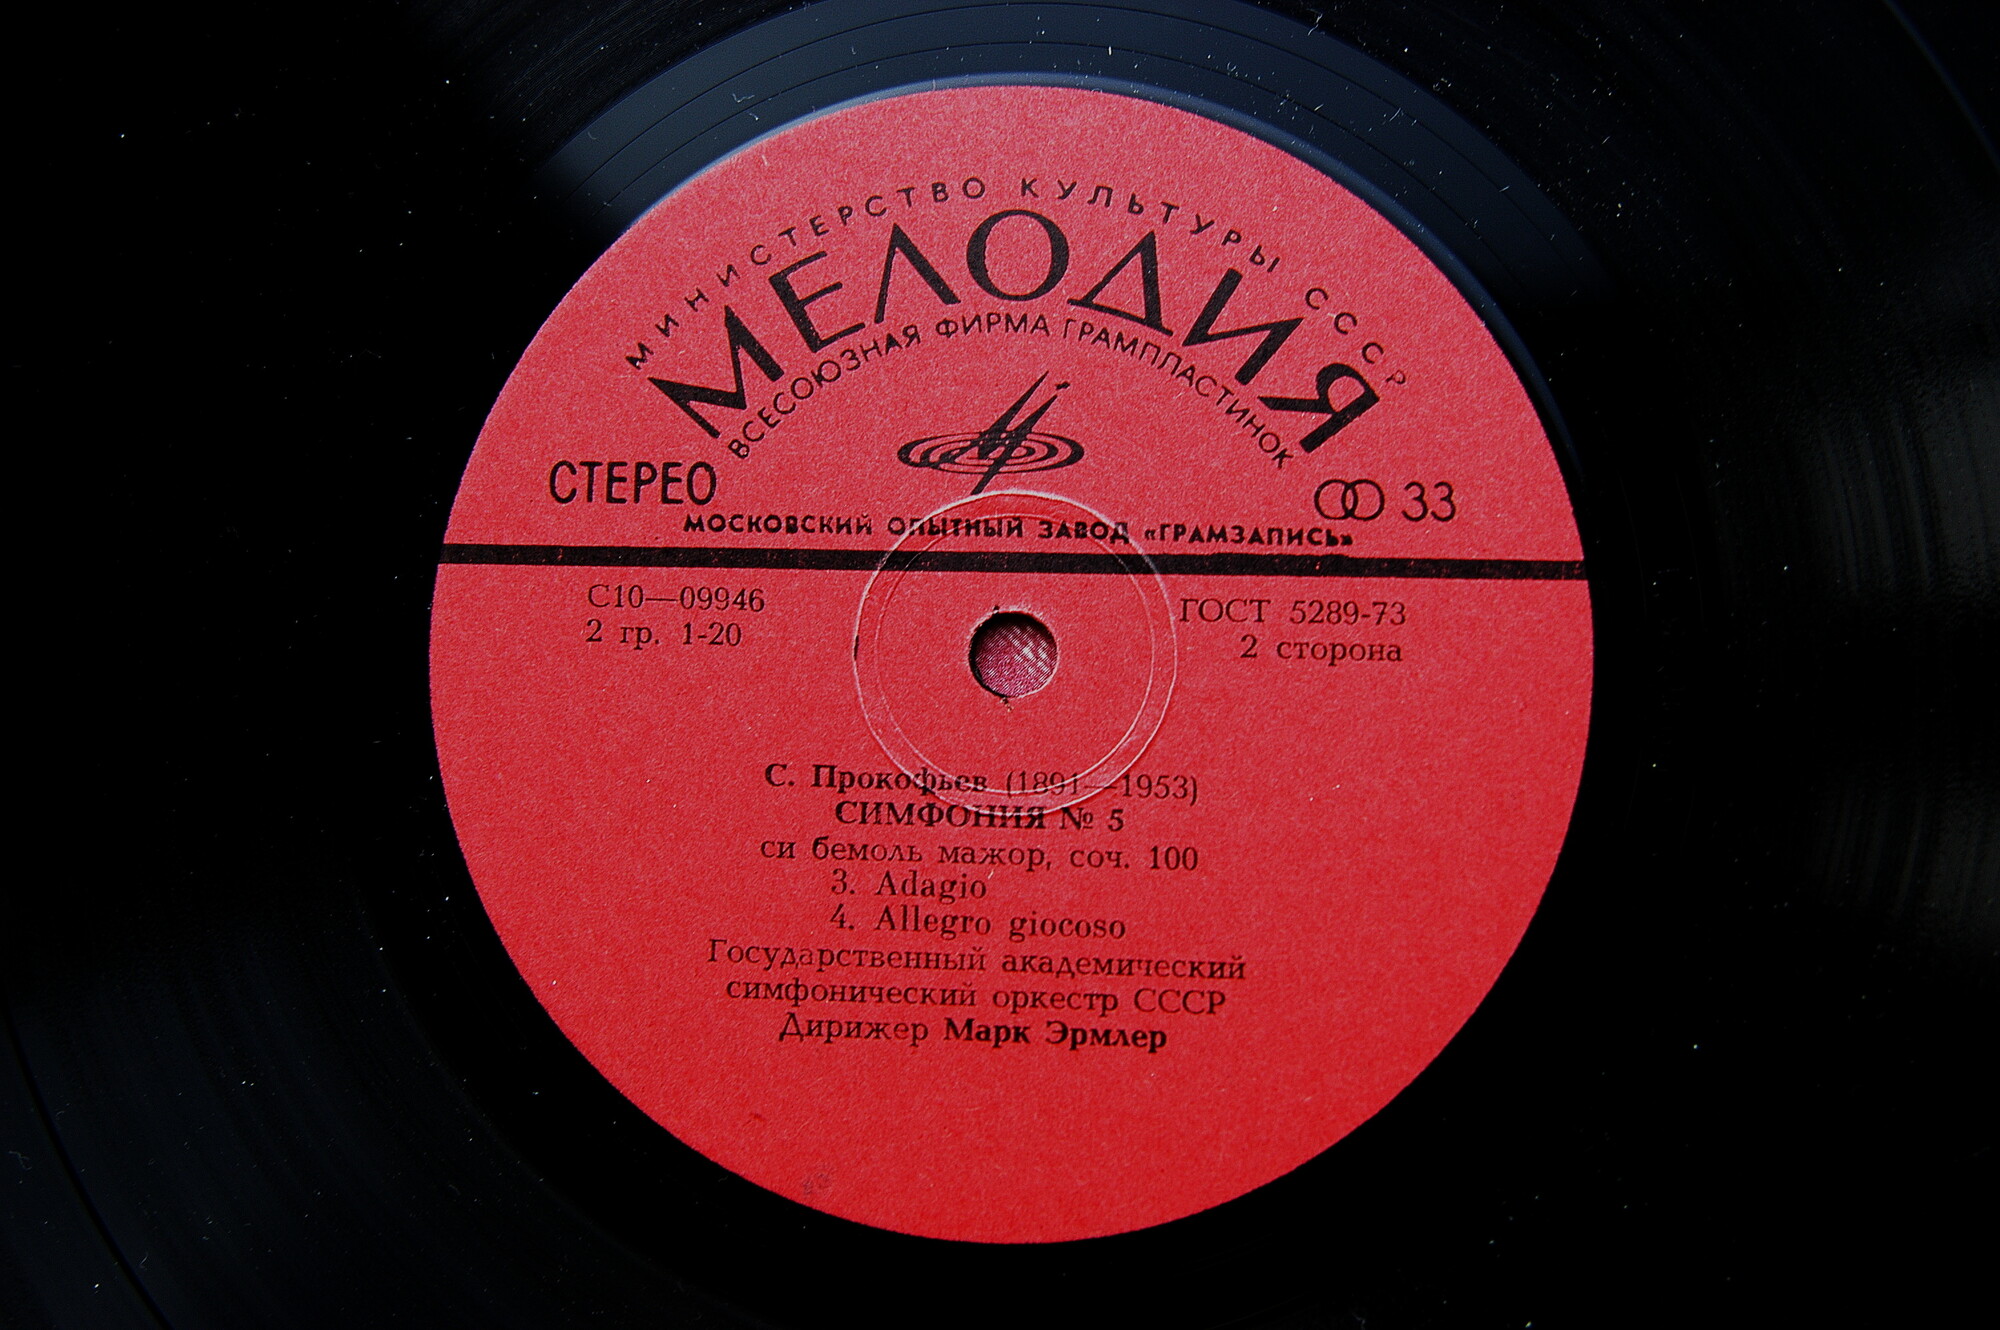 МИНИСТЕРСТВО КУЛЬТУРЫ СССР
МЕЛОДИЯ
ВСЕСОЮЗНАЯ ФИРМА ГРАМПЛАСТИНОК
СТЕРЕО
33
МОСКОВСКИЙ ОПЫТНЫЙ ЗАВОД «ГРАМЗАПИСЬ»
С10—09946
ГОСТ 5289-73
2 гр. 1-20
2 сторона
С. Прокофьев (1891—1953)
СИМФОНИЯ № 5
си бемоль мажор, соч. 100
3. Adagio
4. Allegro giocoso
Государственный академический
симфонический оркестр СССР
Дирижер Марк Эрмлер